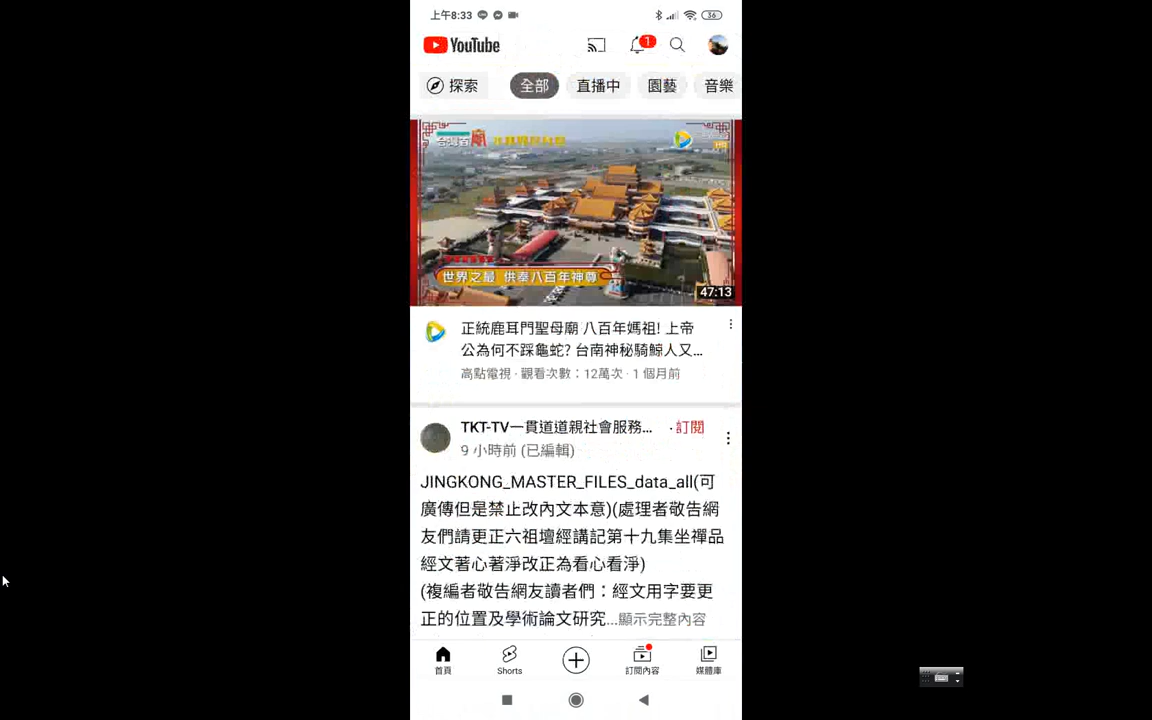 上午8:33
36
YouTube
1
探索
全部
直播中
園藝
音樂
世界之最 供奉八百年神尊
47:13
正統鹿耳門聖母廟 八百年媽祖! 上帝
公為何不踩龜蛇? 台南神秘騎鯨人又...
高點電視 · 觀看次數：12萬次 · 1 個月前
TKT-TV一貫道道親社會服務... · 訂閱
9 小時前 (已編輯)
JINGKONG_MASTER_FILES_data_all(可
廣傳但是禁止改內文本意)(處理者敬告網
友們請更正六祖壇經講記第十九集坐禪品
經文著心著淨改正為看心看淨)
(複編者敬告網友讀者們：經文用字要更
正的位置及學術論文研究...顯示完整內容
首頁
Shorts
訂閱內容
媒體庫